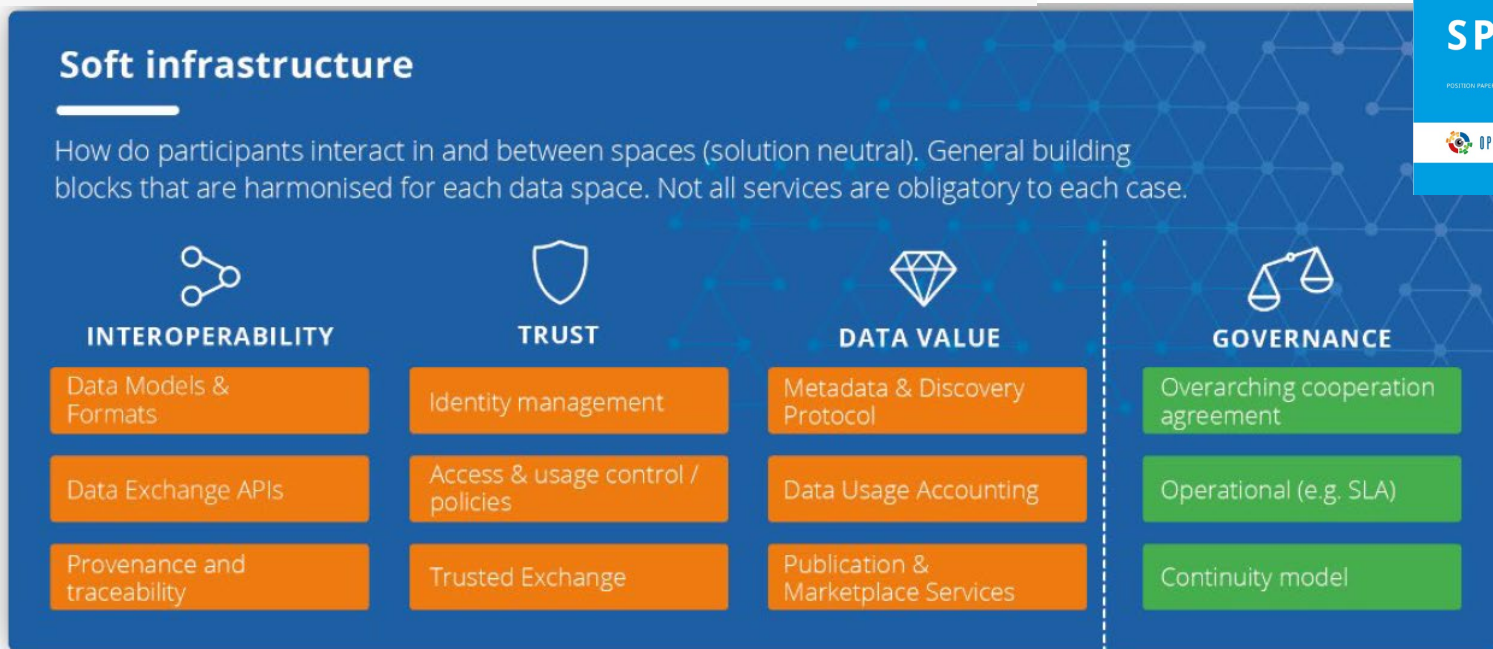 Soft infrastructure
How do participants interact in and between spaces (solution neutral). General building
blocks that are harmonised for each data space. Not all services are obligatory to each case.
INTEROPERABILITY
Data Models &
Formats
Data Exchange APIs
Provenance and
traceability
TRUST
Identity management
Access & usage control /
policies
Trusted Exchange
DATA VALUE
Metadata & Discovery
Protocol
Data Usage Accounting
Publication &
Marketplace Services
GOVERNANCE
Overarching cooperation
agreement
Operational (e.g. SLA)
Continuity model
SP
POSITION PAPER
OP